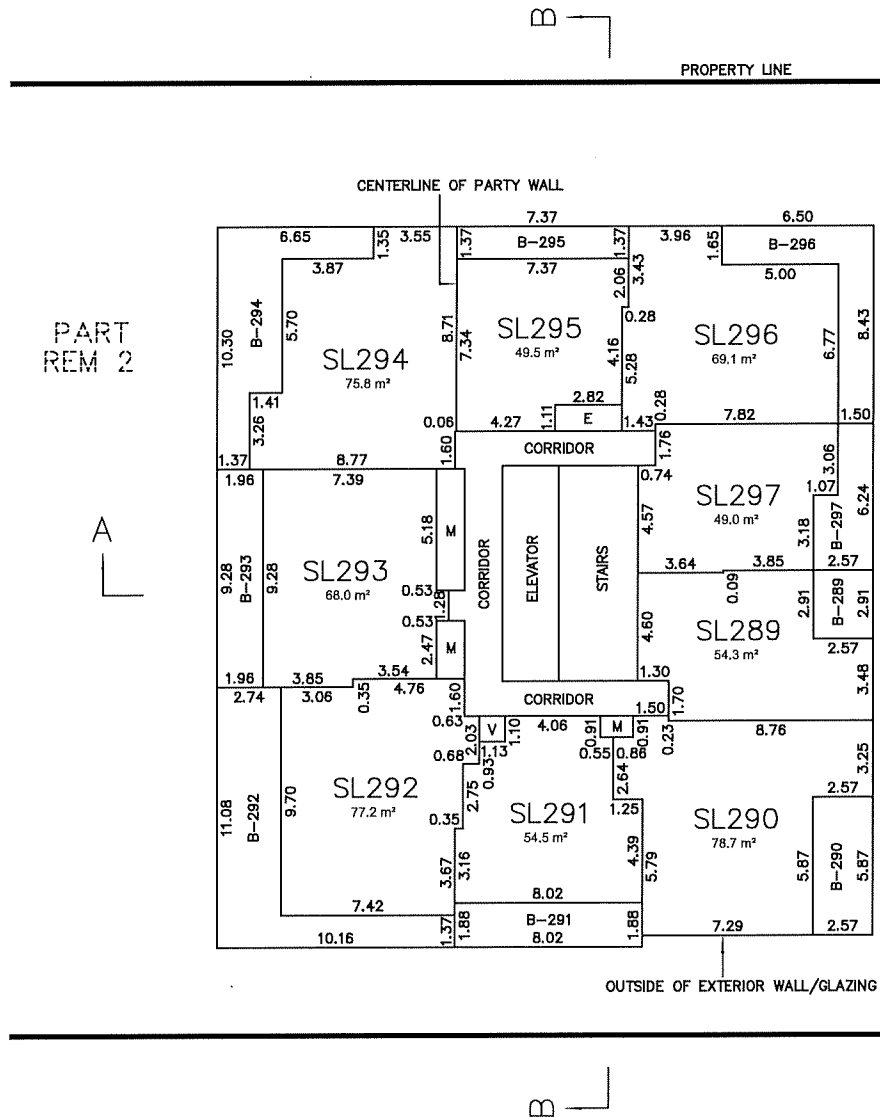 B
PROPERTY LINE
CENTERLINE OF PARTY WALL
7.37
6.50
6.65
3.55
1.35
1.37
B-295
1.37
3.96
1.65
B-296
3.87
7.37
2.06
3.43
5.00
10.30
B-294
5.70
PART
REM 2
SL294
75.8 m²
8.71
7.34
SL295
49.5 m²
0.28
4.16
5.28
SL296
69.1 m²
6.77
8.43
1.41
3.26
2.82
0.06
4.27
1.11
E
1.43
0.28
7.82
1.50
1.37
8.77
1.60
CORRIDOR
1.76
3.06
1.96
7.39
0.74
1.07
6.24
A
9.28
B-293
9.28
SL293
68.0 m²
5.18
M
CORRIDOR
ELEVATOR
STAIRS
4.57
SL297
49.0 m²
3.18
B-297
3.64
3.85
2.57
0.09
0.53
1.28
0.53
2.47
M
4.60
SL289
54.3 m²
2.91
B-289
2.91
2.57
1.96
3.85
3.54
1.30
3.48
2.74
3.06
0.35
4.76
1.60
CORRIDOR
1.50
1.70
0.63
V
1.10
4.06
0.91
M
0.91
0.23
8.76
2.03
1.13
0.55
0.86
3.25
0.68
0.93
11.08
B-292
9.70
SL292
77.2 m²
2.75
2.64
2.57
0.35
SL291
54.5 m²
1.25
SL290
78.7 m²
3.67
3.16
4.39
5.79
5.87
B-290
5.87
7.42
8.02
1.37
1.88
B-291
1.88
10.16
8.02
7.29
2.57
OUTSIDE OF EXTERIOR WALL/GLAZING
B